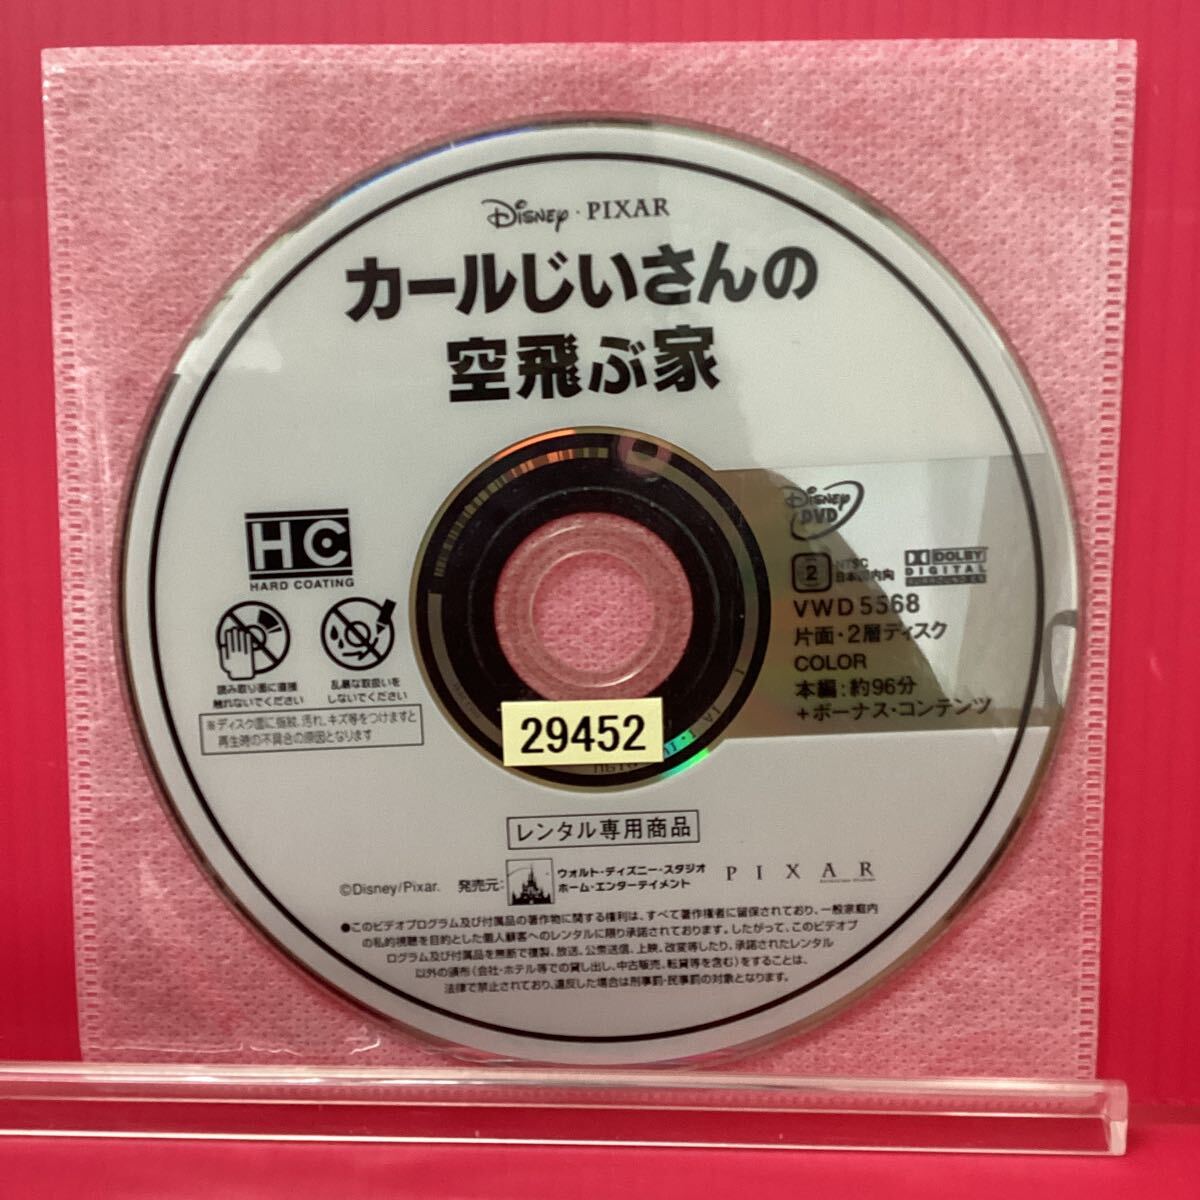 Disney · PIXAR
カールじいさんの
空飛ぶ家
HC
HARD COATING
読み取り面に直接
触れないでください
乱暴な取扱いを
しないでください
※ディスク面に指紋、汚れ、キズ等をつけますと
再生時の不具合の原因となります
Disney
DVD
2
NTSC
日本国内向
DOLBY
DIGITAL
VWD 5568
片面・2層ディスク
COLOR
本編:約96分
+ボーナス・コンテンツ
29452
レンタル専用商品
©Disney/Pixar. 発売元:
ウォルト・ディズニー・スタジオ
ホーム・エンターテイメント
PIXAR
●このビデオプログラム及び付属品の著作物に関する権利は、すべて著作権者に留保されており、一般家庭内
の私的視聴を目的とした個人顧客へのレンタルに限り承諾されております。したがって、このビデオプ
ログラム及び付属品を無断で複製、放送、公衆送信、上映、改変等したり、承諾されたレンタル
以外の頒布(会社・ホテル等での貸し出し、中古販売、転貸等を含む)をすることは、
法律で禁止されており、違反した場合は刑事罰・民事罰の対象となります。